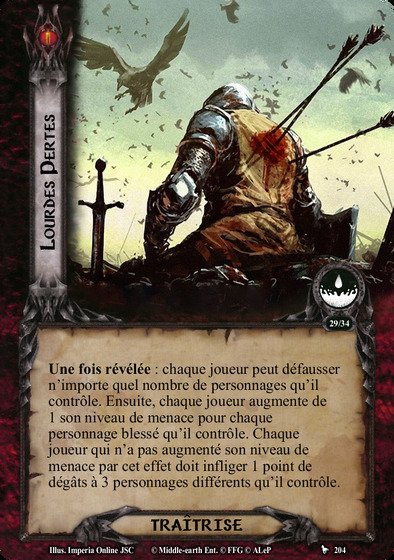 LOURDES PERTES
29/34
Une fois révélée : chaque joueur peut défausser
n’importe quel nombre de personnages qu’il
contrôle. Ensuite, chaque joueur augmente de
1 son niveau de menace pour chaque
personnage blessé qu’il contrôle. Chaque
joueur qui n’a pas augmenté son niveau de
menace par cet effet doit infliger 1 point de
dégâts à 3 personnages différents qu’il contrôle.
TRAÎTRISE
Illus. Imperia Online JSC © Middle-earth Ent. © FFG © ALeP 204